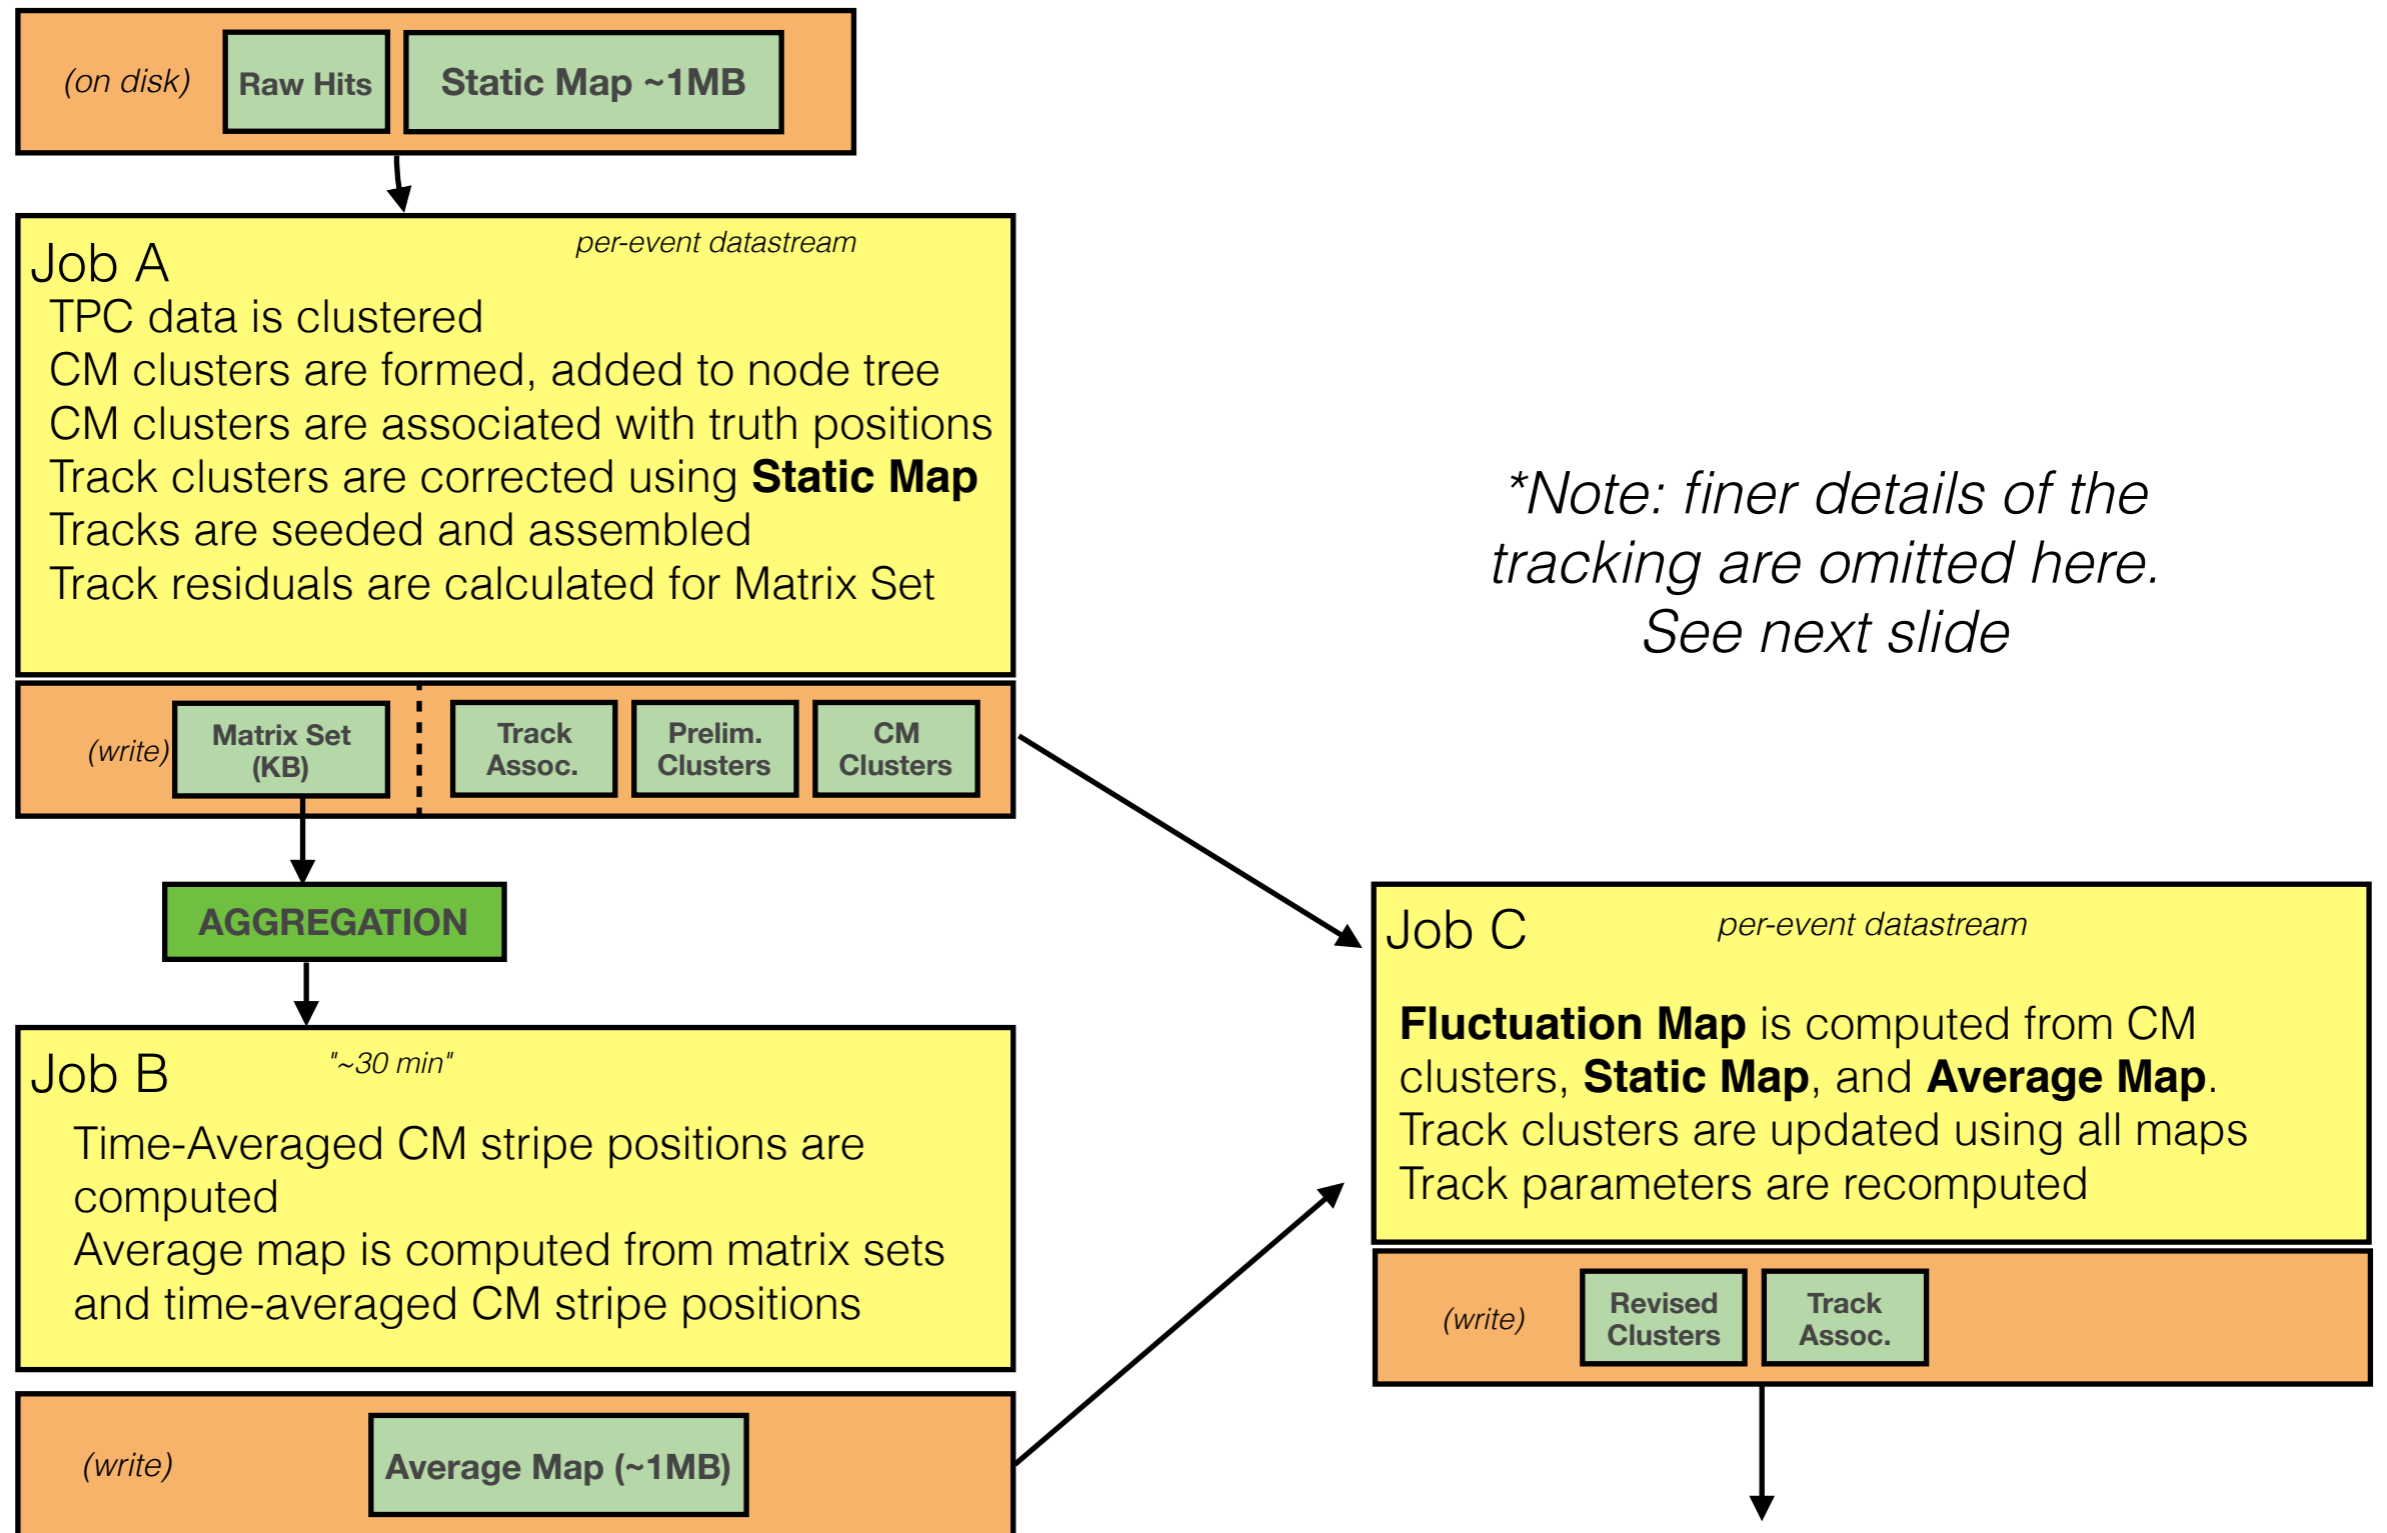 (on disk)
Raw Hits
Static Map ~1MB
Job A
per-event datastream
TPC data is clustered
CM clusters are formed, added to node tree
CM clusters are associated with truth positions
Track clusters are corrected using Static Map
Tracks are seeded and assembled
Track residuals are calculated for Matrix Set
(write)
Matrix Set
(KB)
Track
Assoc.
Prelim.
Clusters
CM
Clusters
*Note: finer details of the
tracking are omitted here.
See next slide
AGGREGATION
Job B
"~30 min"
Time-Averaged CM stripe positions are
computed
Average map is computed from matrix sets
and time-averaged CM stripe positions
(write)
Average Map (~1MB)
Job C
per-event datastream
Fluctuation Map is computed from CM
clusters, Static Map, and Average Map.
Track clusters are updated using all maps
Track parameters are recomputed
(write)
Revised
Clusters
Track
Assoc.